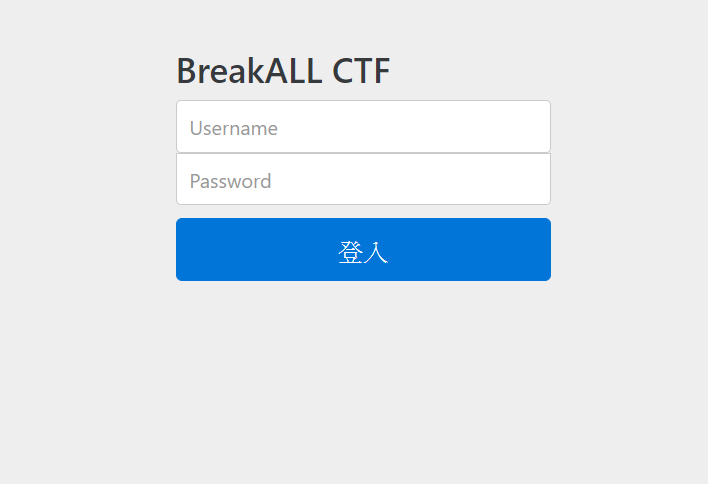 BreakALL CTF
Username
Password
登入